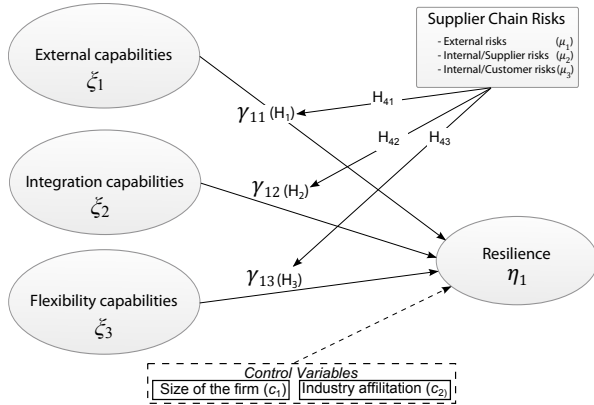 External capabilities
ξ1
Supplier Chain Risks
- External risks (μ1)
- Internal/Supplier risks (μ2)
- Internal/Customer risks (μ3)
H41
γ11 (H1)
H42
H43
Integration capabilities
ξ2
γ12 (H2)
Resilience
η1
Flexibility capabilities
ξ3
γ13 (H3)
Control Variables
Size of the firm (c1) Industry affilitation (c2)